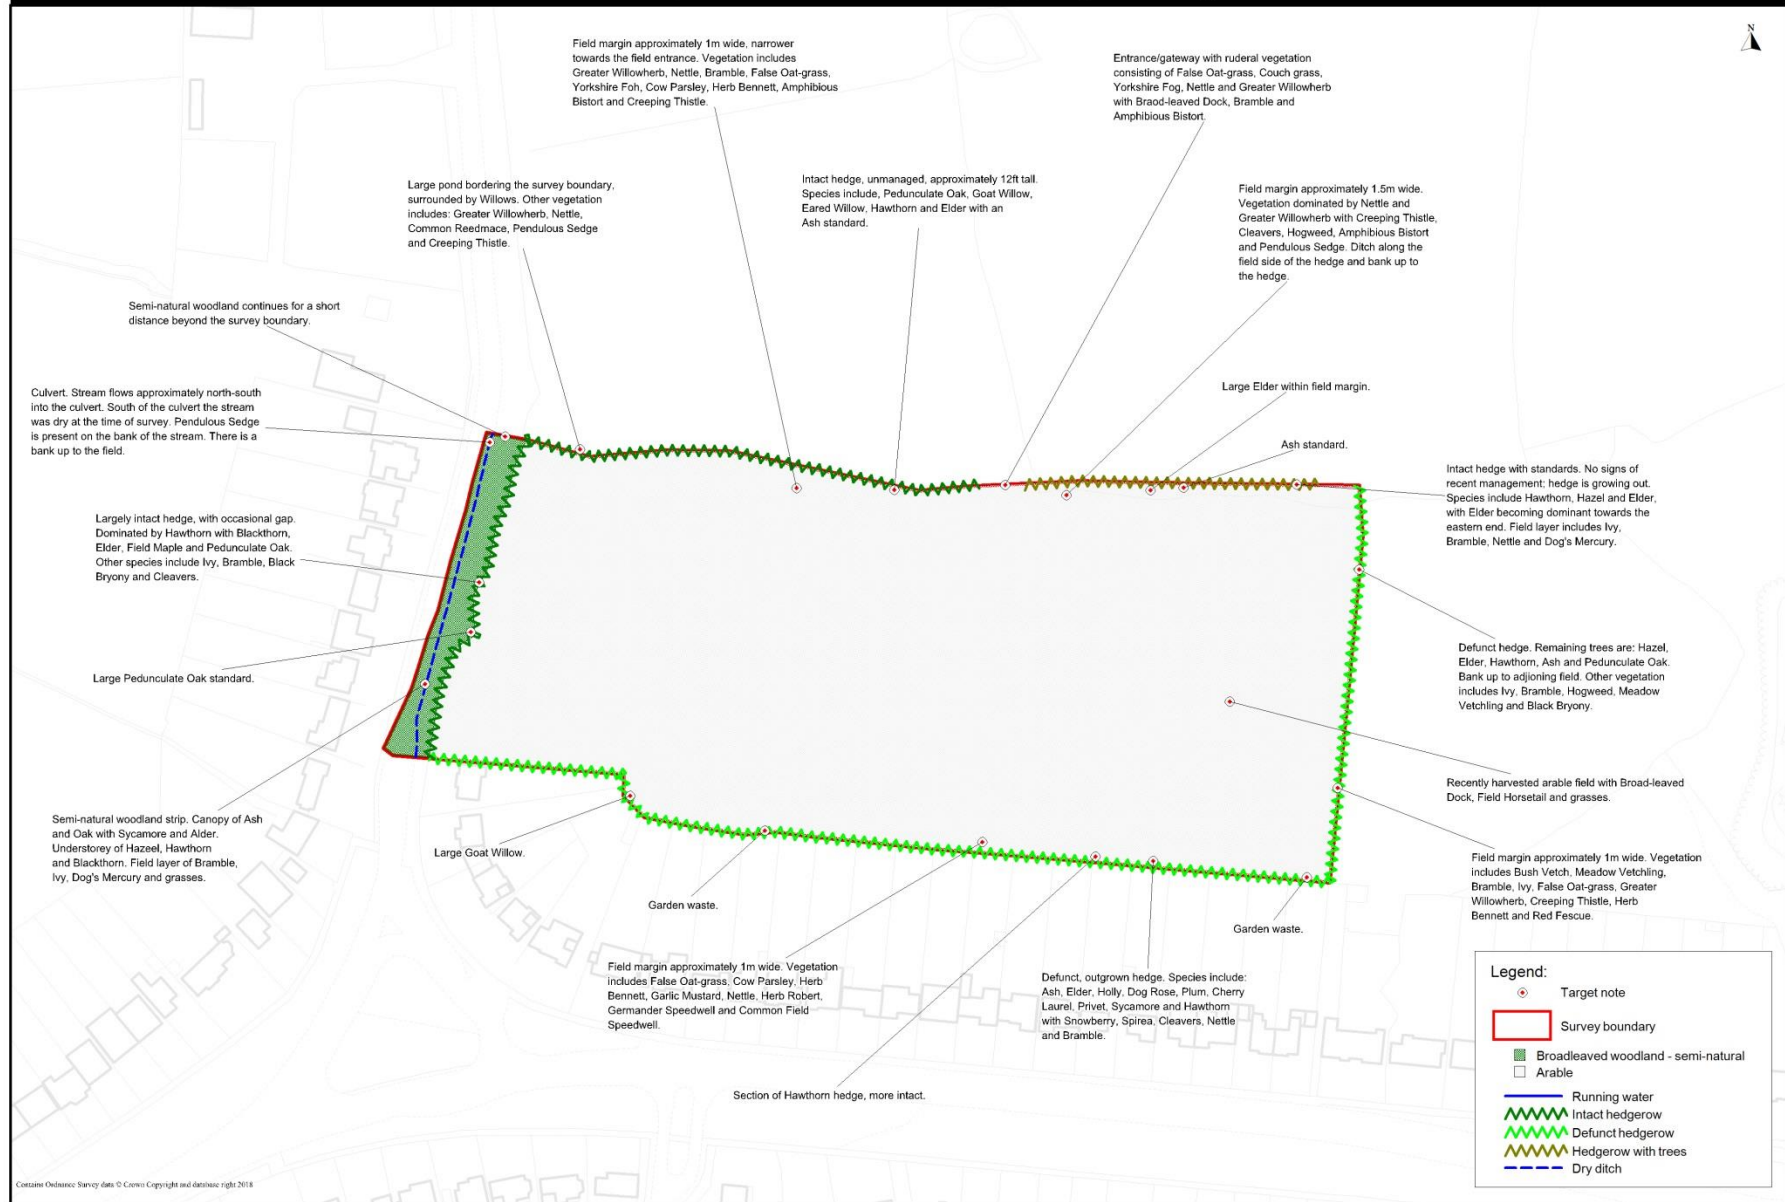 N
Field margin approximately 1m wide, narrower
towards the field entrance. Vegetation includes
Greater Willowherb, Nettle, Bramble, False Oat-grass,
Yorkshire Foh, Cow Parsley, Herb Bennett, Amphibious
Bistort and Creeping Thistle.
Entrance/gateway with ruderal vegetation
consisting of False Oat-grass, Couch grass,
Yorkshire Fog, Nettle and Greater Willowherb
with Braod-leaved Dock, Bramble and
Amphibious Bistort.
Large pond bordering the survey boundary,
surrounded by Willows. Other vegetation
includes: Greater Willowherb, Nettle,
Common Reedmace, Pendulous Sedge
and Creeping Thistle.
Intact hedge, unmanaged, approximately 12ft tall.
Species include, Pedunculate Oak, Goat Willow,
Eared Willow, Hawthorn and Elder with an
Ash standard.
Field margin approximately 1.5m wide.
Vegetation dominated by Nettle and
Greater Willowherb with Creeping Thistle,
Cleavers, Hogweed, Amphibious Bistort
and Pendulous Sedge. Ditch along the
field side of the hedge and bank up to
the hedge.
Semi-natural woodland continues for a short
distance beyond the survey boundary.
Culvert. Stream flows approximately north-south
into the culvert. South of the culvert the stream
was dry at the time of survey. Pendulous Sedge
is present on the bank of the stream. There is a
bank up to the field.
Large Elder within field margin.
Ash standard.
Intact hedge with standards. No signs of
recent management; hedge is growing out.
Species include Hawthorn, Hazel and Elder,
with Elder becoming dominant towards the
eastern end. Field layer includes Ivy,
Bramble, Nettle and Dog's Mercury.
Largely intact hedge, with occasional gap.
Dominated by Hawthorn with Blackthorn,
Elder, Field Maple and Pedunculate Oak.
Other species include Ivy, Bramble, Black
Bryony and Cleavers.
Large Pedunculate Oak standard.
Defunct hedge. Remaining trees are: Hazel,
Elder, Hawthorn, Ash and Pedunculate Oak.
Bank up to adjioning field. Other vegetation
includes Ivy, Bramble, Hogweed, Meadow
Vetchling and Black Bryony.
Recently harvested arable field with Broad-leaved
Dock, Field Horsetail and grasses.
Semi-natural woodland strip. Canopy of Ash
and Oak with Sycamore and Alder.
Understorey of Hazeel, Hawthorn
and Blackthorn. Field layer of Bramble,
Ivy, Dog's Mercury and grasses.
Large Goat Willow.
Garden waste.
Field margin approximately 1m wide. Vegetation
includes Bush Vetch, Meadow Vetchling,
Bramble, Ivy, False Oat-grass, Greater
Willowherb, Creeping Thistle, Herb
Bennett and Red Fescue.
Garden waste.
Field margin approximately 1m wide. Vegetation
includes False Oat-grass, Cow Parsley, Herb
Bennett, Garlic Mustard, Nettle, Herb Robert,
Germander Speedwell and Common Field
Speedwell.
Defunct, outgrown hedge. Species include:
Ash, Elder, Holly, Dog Rose, Plum, Cherry
Laurel, Privet, Sycamore and Hawthorn
with Snowberry, Spirea, Cleavers, Nettle
and Bramble.
Section of Hawthorn hedge, more intact.
Legend:
Target note
Survey boundary
Broadleaved woodland - semi-natural
Arable
Running water
Intact hedgerow
Defunct hedgerow
Hedgerow with trees
Dry ditch
Contains Ordnance Survey data © Crown Copyright and database right 2018